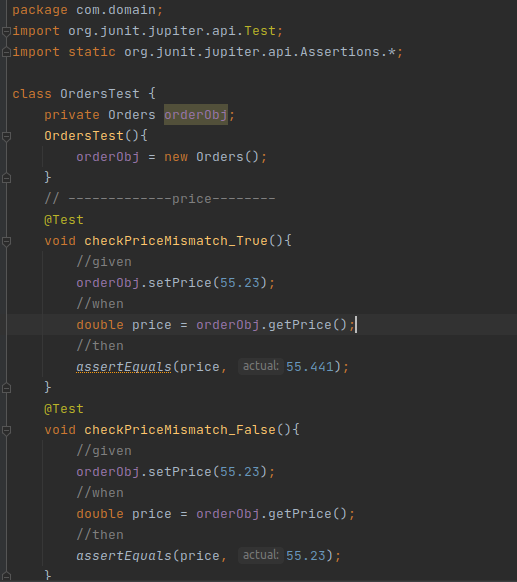 package com.domain;
import org.junit.jupiter.api.Test;
import static org.junit.jupiter.api.Assertions.*;
class OrdersTest {
private Orders orderObj;
OrdersTest(){
orderObj = new Orders();
}
// -------------price--------
@Test
void checkPriceMismatch_True(){
//given
orderObj.setPrice(55.23);
//when
double price = orderObj.getPrice();
//then
assertEquals(price, actual: 55.441);
}
@Test
void checkPriceMismatch_False(){
//given
orderObj.setPrice(55.23);
//when
double price = orderObj.getPrice();
//then
assertEquals(price, actual: 55.23);
}